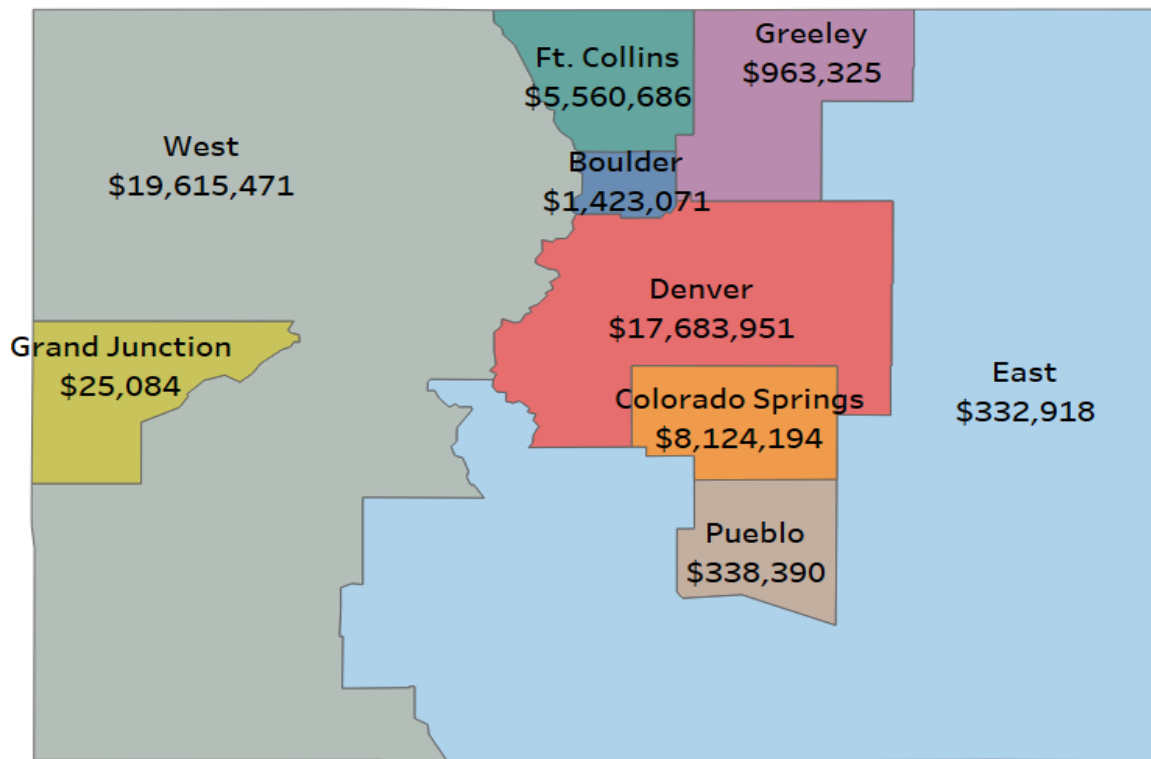 Greeley
$963,325
Ft. Collins
$5,560,686
West
$19,615,471
Boulder
$1,423,071
Denver
$17,683,951
Grand Junction
$25,084
East
$332,918
Colorado Springs
$8,124,194
Pueblo
$338,390